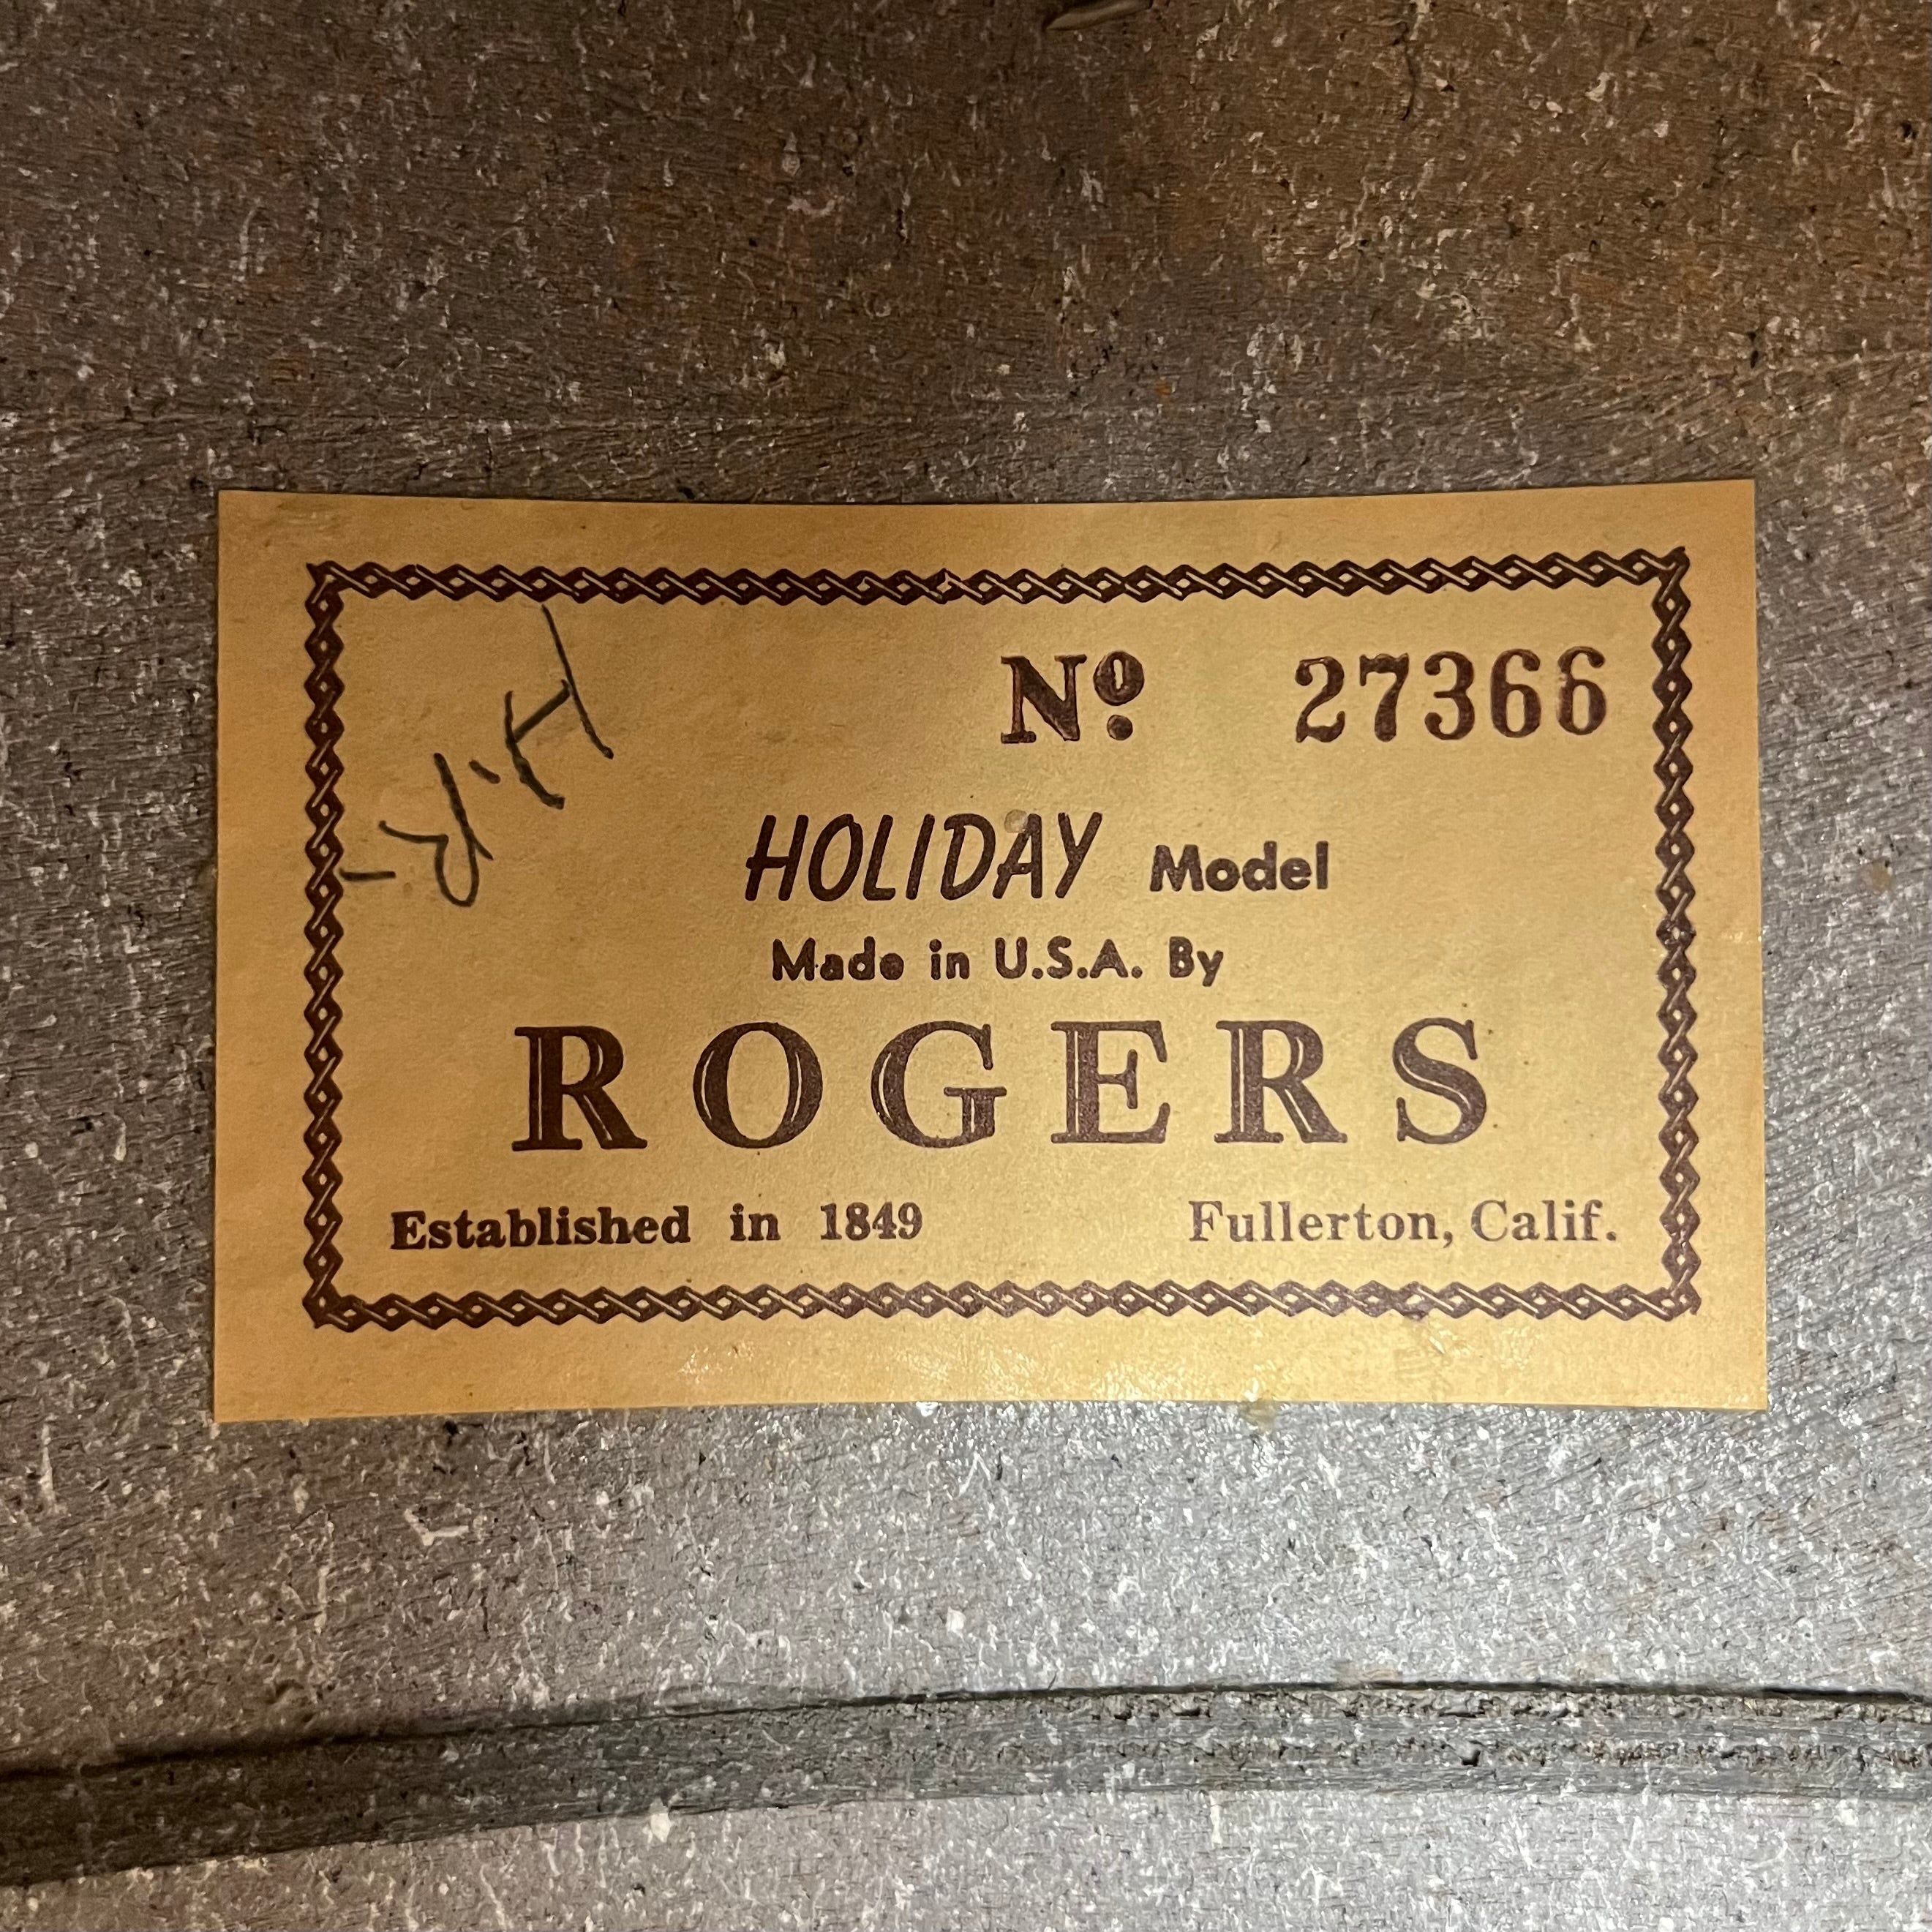 Nº 27366
HOLIDAY Model
Made in U.S.A. By
ROGERS
Established in 1849 Fullerton, Calif.